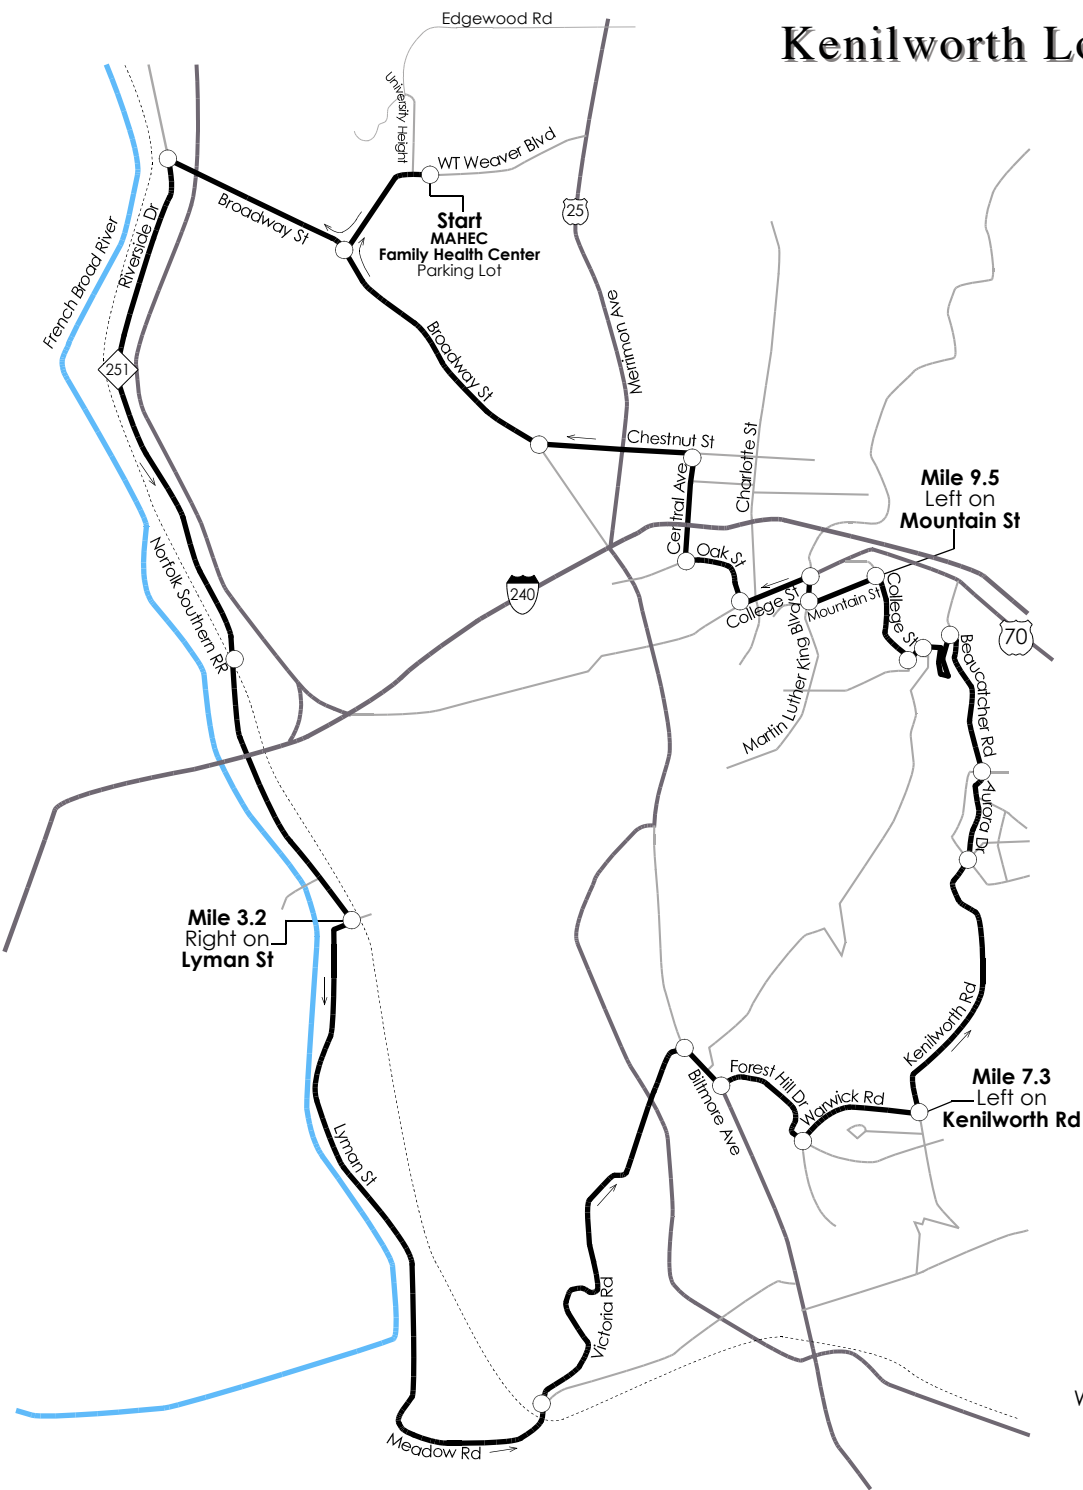 Edgewood Rd
Kenilworth Lo
University Height
WT Weaver Blvd
Broadway St
Start
MAHEC
Family Health Center
Parking Lot
25
French Broad River
Riverside Dr
251
Merrimon Ave
Broadway St
Chestnut St
Charlotte St
Central Ave
Mile 9.5
Left on
Mountain St
Oak St
240
Norfolk Southern RR
College St
Mountain St
College St
70
Martin Luther King Blvd
Beaucatcher Rd
Aurora Dr
Mile 3.2
Right on
Lyman St
Kenilworth Rd
Forest Hill Dr
Warwick Rd
Mile 7.3
Left on
Kenilworth Rd
Biltmore Ave
Lyman St
Victoria Rd
Meadow Rd